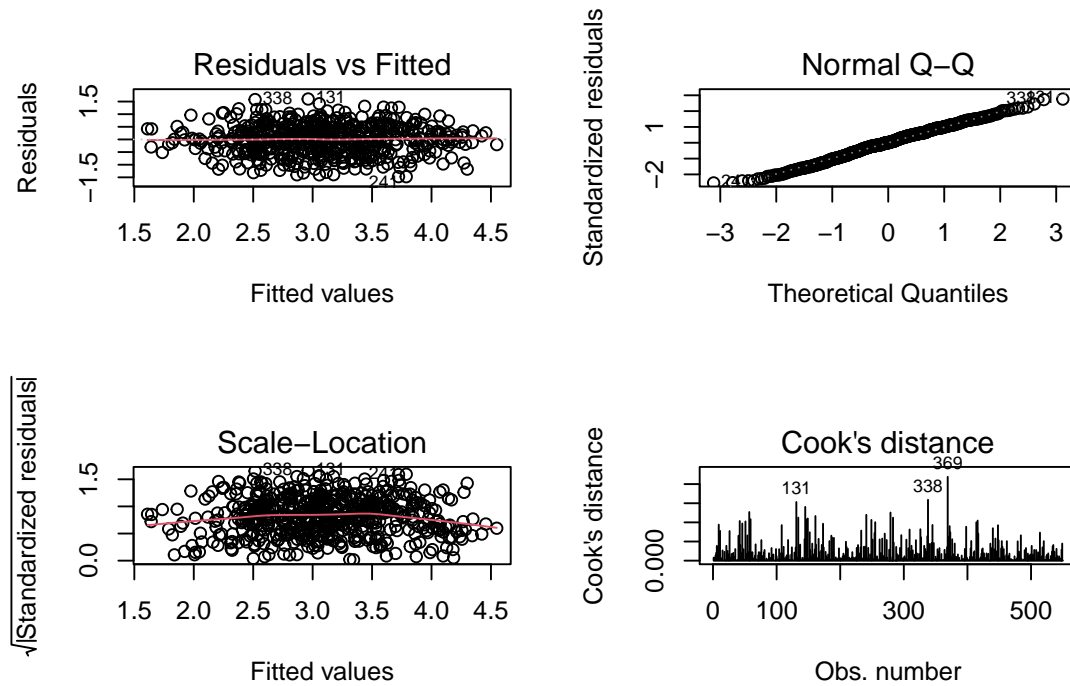 Residuals vs Fitted
Residuals
1.5
−1.5
338
131
241
1.5 2.0 2.5 3.0 3.5 4.0 4.5
Fitted values
Normal Q−Q
Standardized residuals
1
−2
−3 −2 −1 0 1 2 3
Theoretical Quantiles
Scale−Location
√|Standardized residuals|
1.5
0.0
338
131
241
1.5 2.0 2.5 3.0 3.5 4.0 4.5
Fitted values
Cook's distance
Cook's distance
0.000
369
131
338
0 100 300 500
Obs. number